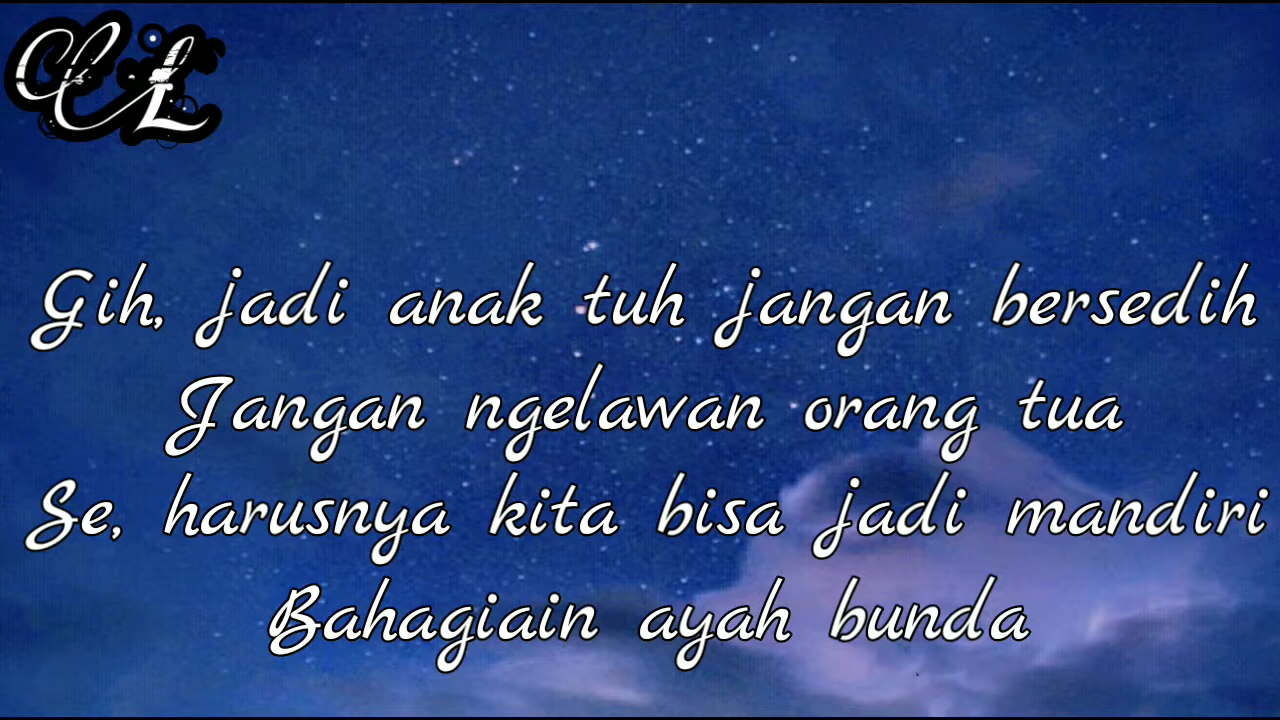 CL
Gih, jadi anak tuh jangan bersedih
Jangan ngelawan orang tua
Se, harusnya kita bisa jadi mandiri
Bahagiain ayah bunda